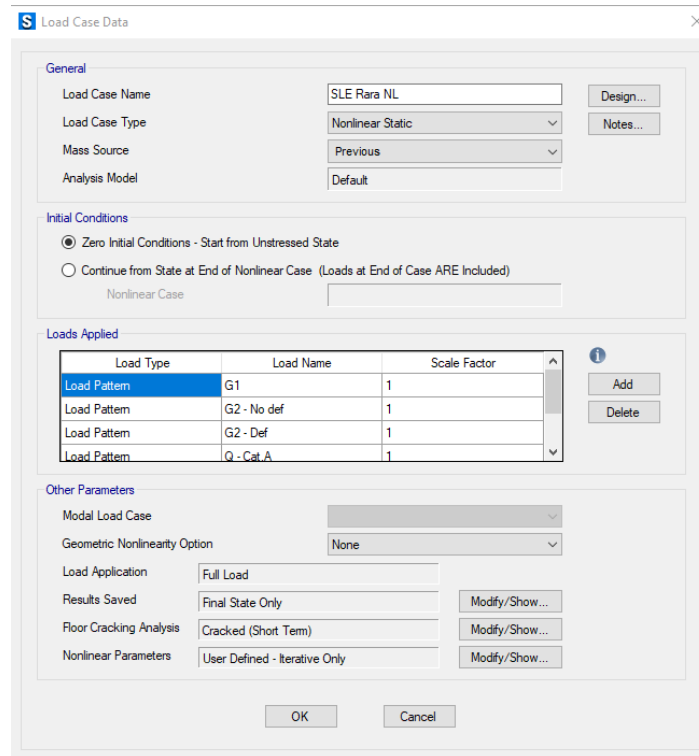 S Load Case Data
General
Load Case Name SLE Rara NL Design...
Load Case Type Nonlinear Static Notes...
Mass Source Previous
Analysis Model Default
Initial Conditions
Zero Initial Conditions - Start from Unstressed State
Continue from State at End of Nonlinear Case (Loads at End of Case ARE Included)
Nonlinear Case
Loads Applied
Load Type Load Name Scale Factor
Load Pattern G1 1 Add
Load Pattern G2 - No def 1 Delete
Load Pattern G2 - Def 1
Load Pattern Q - Cat.A 1
Other Parameters
Modal Load Case
Geometric Nonlinearity Option None
Load Application Full Load
Results Saved Final State Only Modify/Show...
Floor Cracking Analysis Cracked (Short Term) Modify/Show...
Nonlinear Parameters User Defined - Iterative Only Modify/Show...
OK Cancel